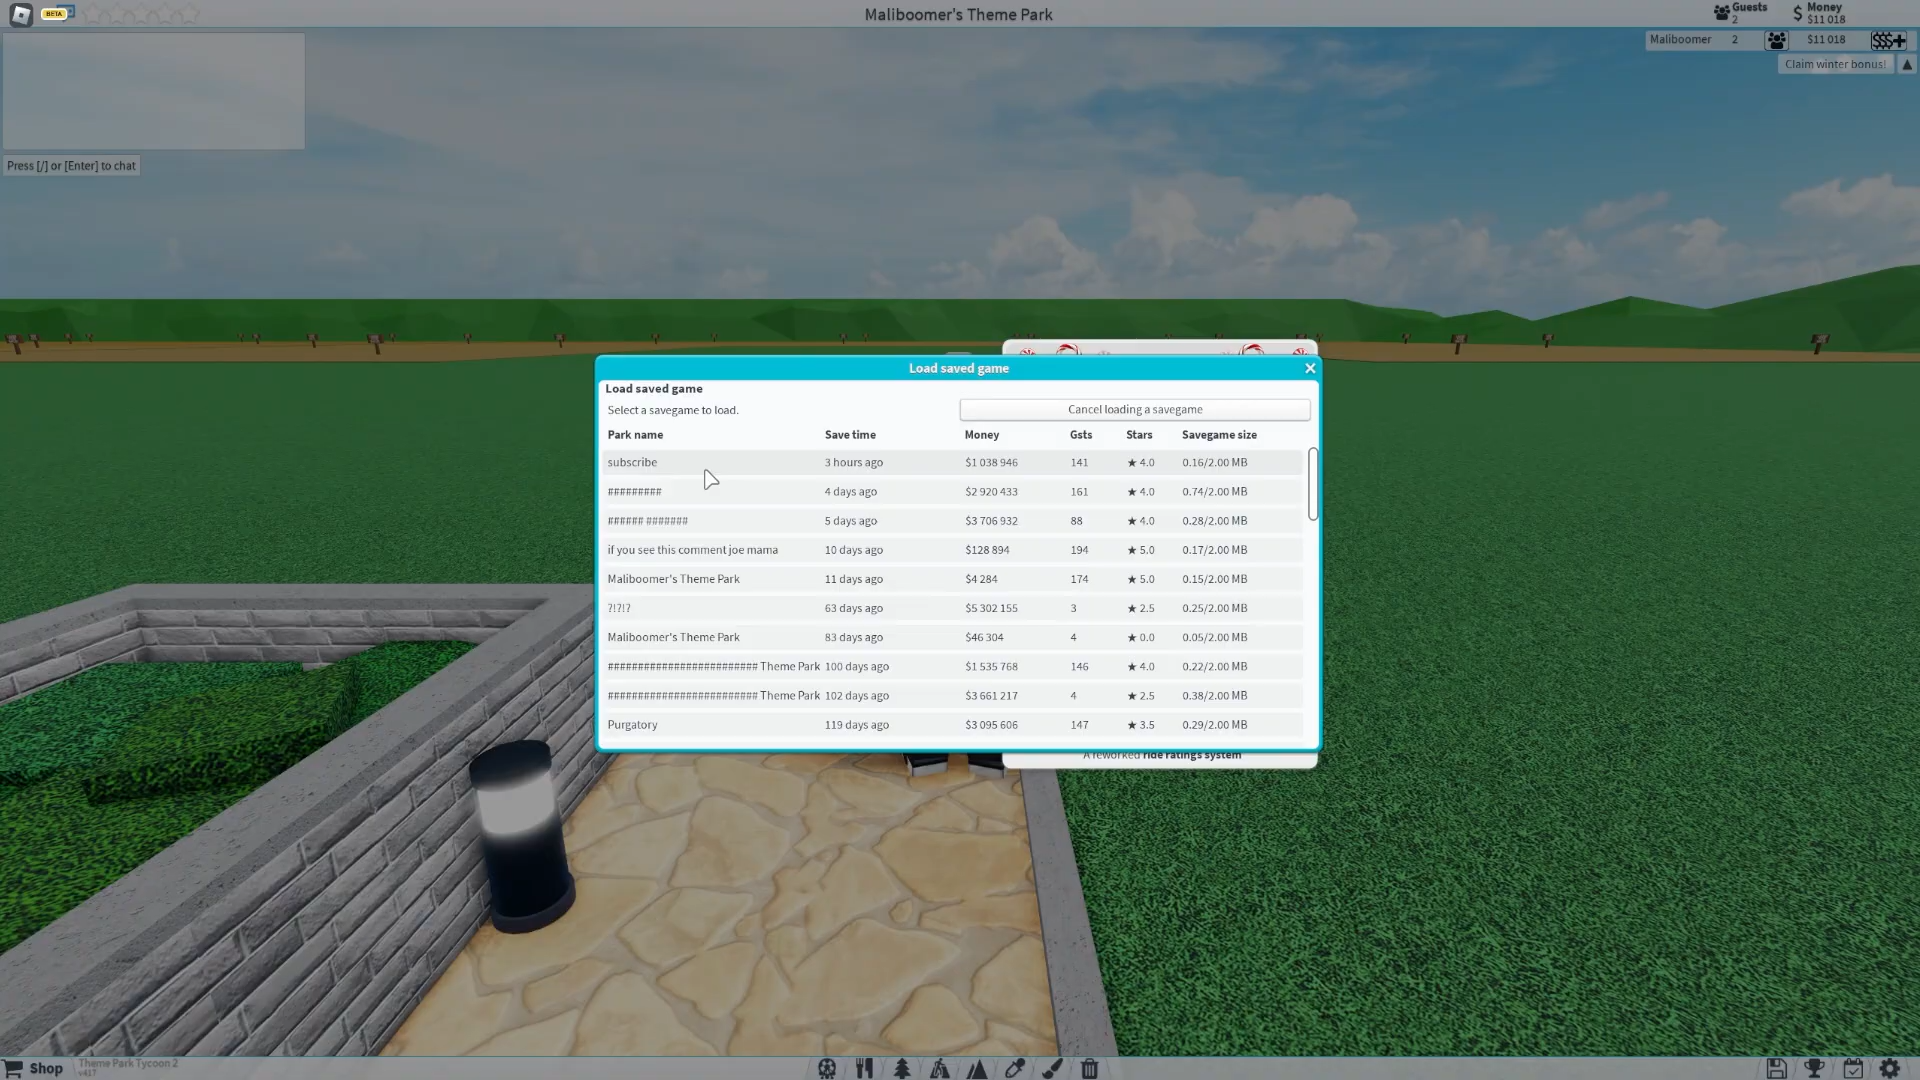 BETA
Maliboomer's Theme Park
Guests
2
$ Money
$11 018
Maliboomer 2 $11 018 $$$+
Claim winter bonus! ▲
Press [/] or [Enter] to chat
Load saved game
Load saved game
Select a savegame to load.
Cancel loading a savegame
Park name Save time Money Gsts Stars Savegame size
subscribe 3 hours ago $1 038 946 141 ★ 4.0 0.16/2.00 MB
######### 4 days ago $2 920 433 161 ★ 4.0 0.74/2.00 MB
###### ####### 5 days ago $3 706 932 88 ★ 4.0 0.28/2.00 MB
if you see this comment joe mama 10 days ago $128 894 194 ★ 5.0 0.17/2.00 MB
Maliboomer's Theme Park 11 days ago $4 284 174 ★ 5.0 0.15/2.00 MB
?!?!? 63 days ago $5 302 155 3 ★ 2.5 0.25/2.00 MB
Maliboomer's Theme Park 83 days ago $46 304 4 ★ 0.0 0.05/2.00 MB
######################### Theme Park 100 days ago $1 535 768 146 ★ 4.0 0.22/2.00 MB
######################### Theme Park 102 days ago $3 661 217 4 ★ 2.5 0.38/2.00 MB
Purgatory 119 days ago $3 095 606 147 ★ 3.5 0.29/2.00 MB
A reworked ride ratings system
Shop
Theme Park Tycoon 2
v417